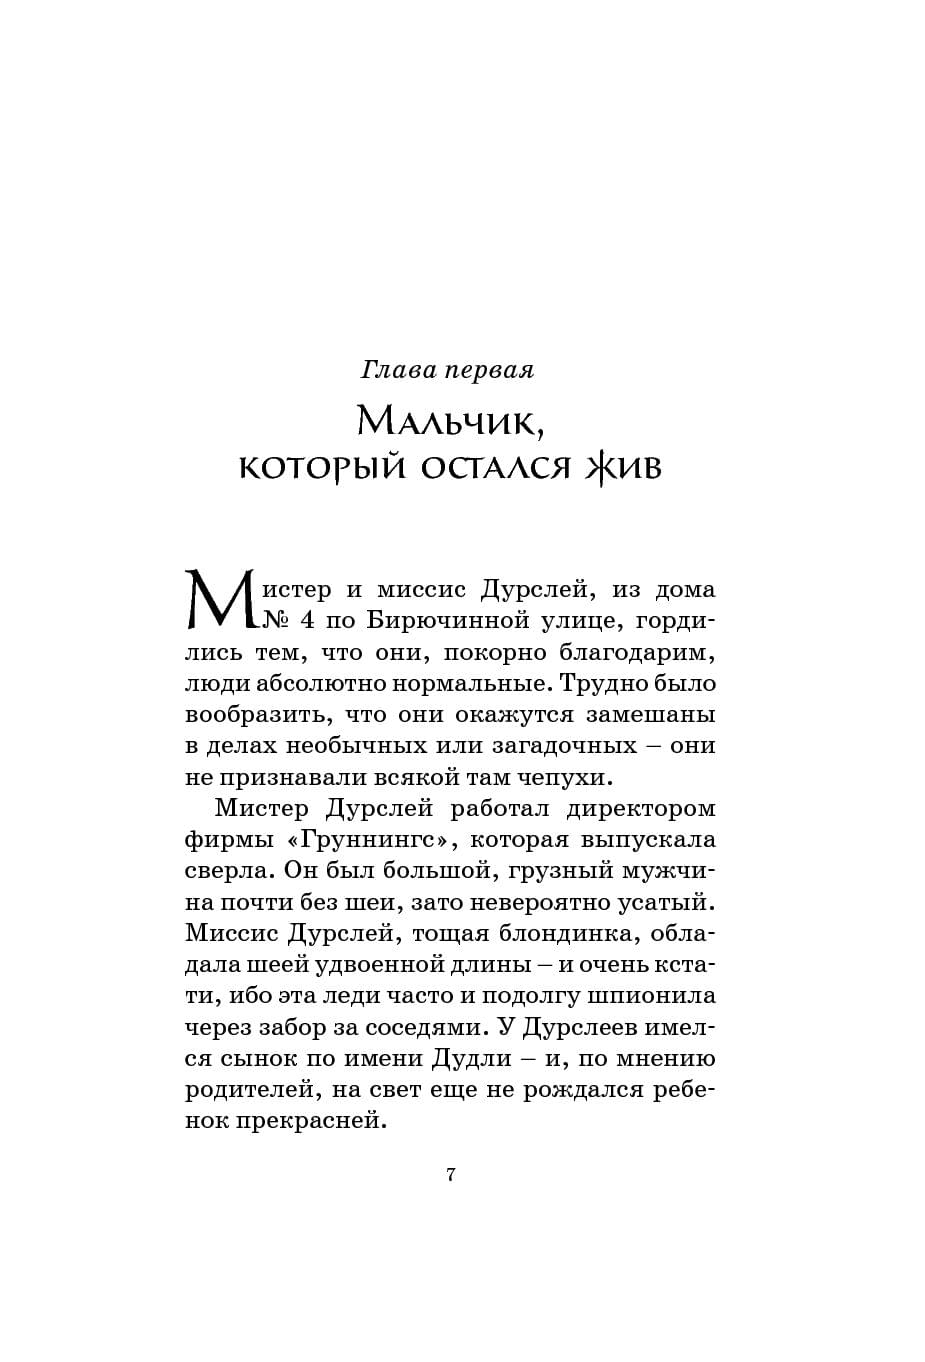 Глава первая
Мальчик,
который остался жив
Мистер и миссис Дурслей, из дома
№ 4 по Бирючинной улице, горди-
лись тем, что они, покорно благодарим,
люди абсолютно нормальные. Трудно было
вообразить, что они окажутся замешаны
в делах необычных или загадочных – они
не признавали всякой там чепухи.
Мистер Дурслей работал директором
фирмы «Груннингс», которая выпускала
сверла. Он был большой, грузный мужчи-
на почти без шеи, зато невероятно усатый.
Миссис Дурслей, тощая блондинка, обла-
дала шеей удвоенной длины – и очень кста-
ти, ибо эта леди часто и подолгу шпионила
через забор за соседями. У Дурслеев имел-
ся сынок по имени Дудли – и, по мнению
родителей, на свет еще не рождался ребе-
нок прекрасней.
7